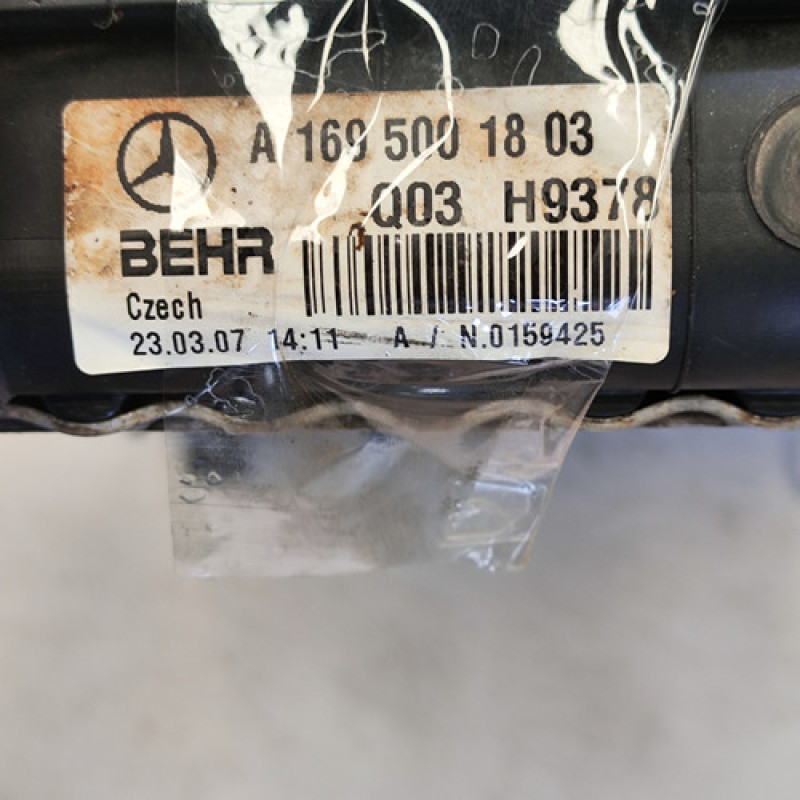 A 169 500 18 03
Q03 H9378
BEHR
Czech
23.03.07 14:11 A / N.0159425